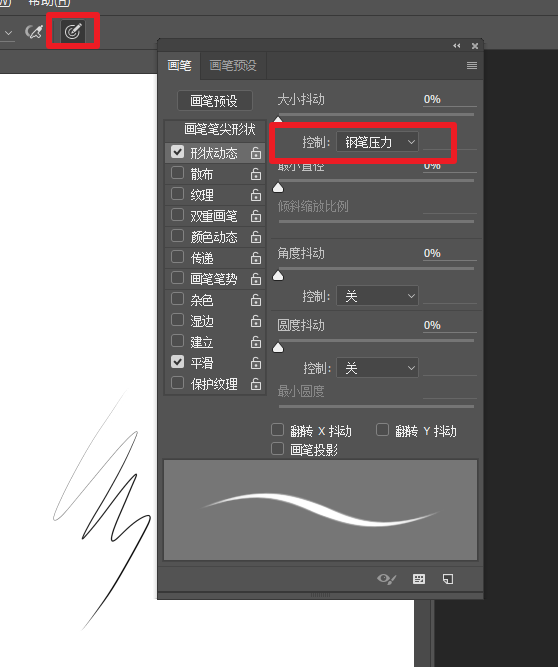 帮助(H)
画笔 画笔预设
画笔预设
大小抖动 0%
画笔笔尖形状
控制: 钢笔压力
形状动态
最小直径 0%
散布
纹理
倾斜缩放比例
双重画笔
颜色动态
角度抖动 0%
传递
画笔笔势
控制: 关
杂色
湿边
圆度抖动 0%
建立
平滑
控制: 关
保护纹理
最小圆度
翻转 X 抖动 翻转 Y 抖动
画笔投影